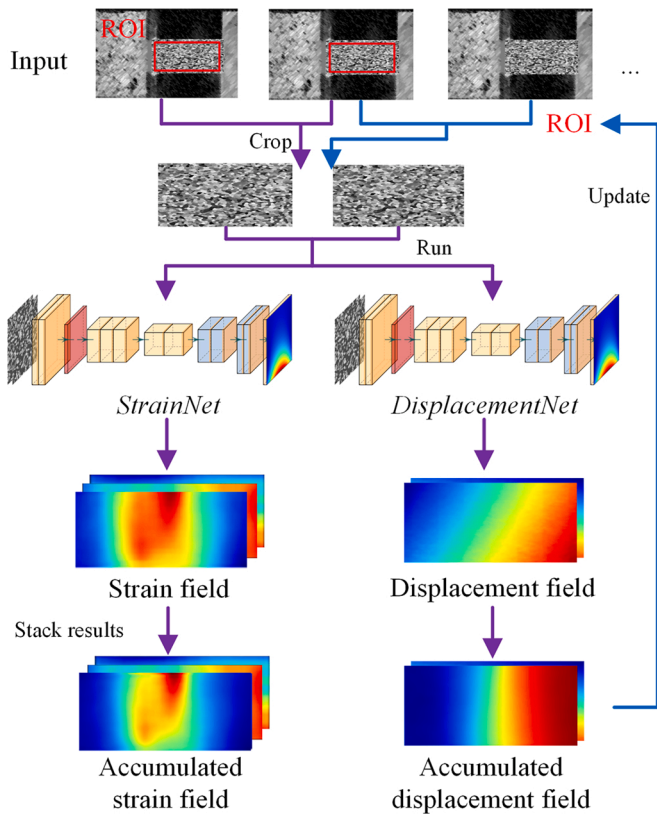 ROI
Input
...
ROI
Crop
Update
Run
StrainNet
DisplacementNet
Strain field
Displacement field
Stack results
Accumulated
strain field
Accumulated
displacement field